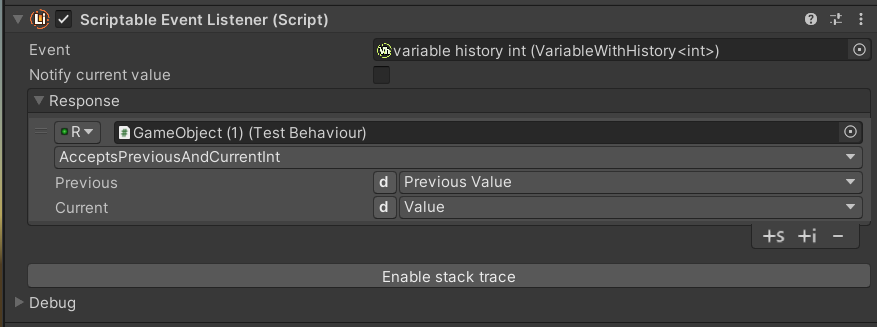 Scriptable Event Listener (Script)
Event variable history int (VariableWithHistory<int>)
Notify current value
Response
R GameObject (1) (Test Behaviour)
AcceptsPreviousAndCurrentInt
Previous d Previous Value
Current d Value
+s +i −
Enable stack trace
Debug